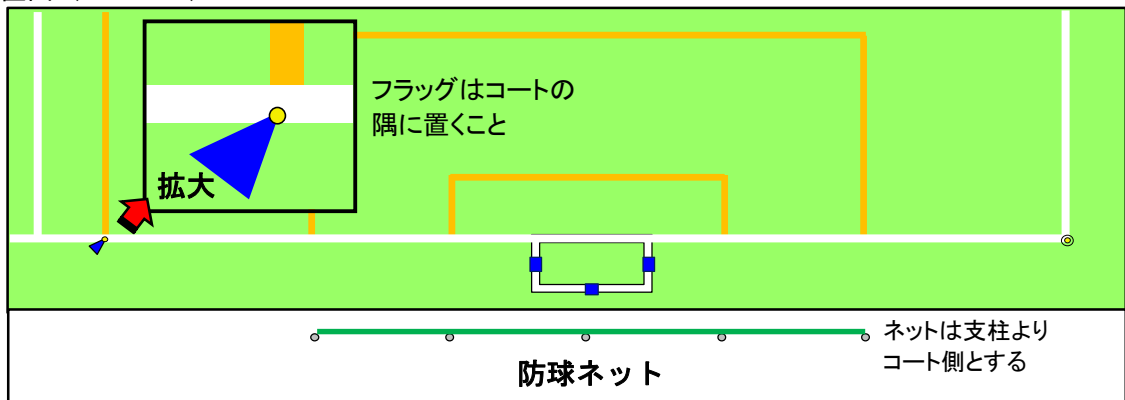 フラッグはコートの
隅に置くこと
拡大
ネットは支柱より
コート側とする
防球ネット